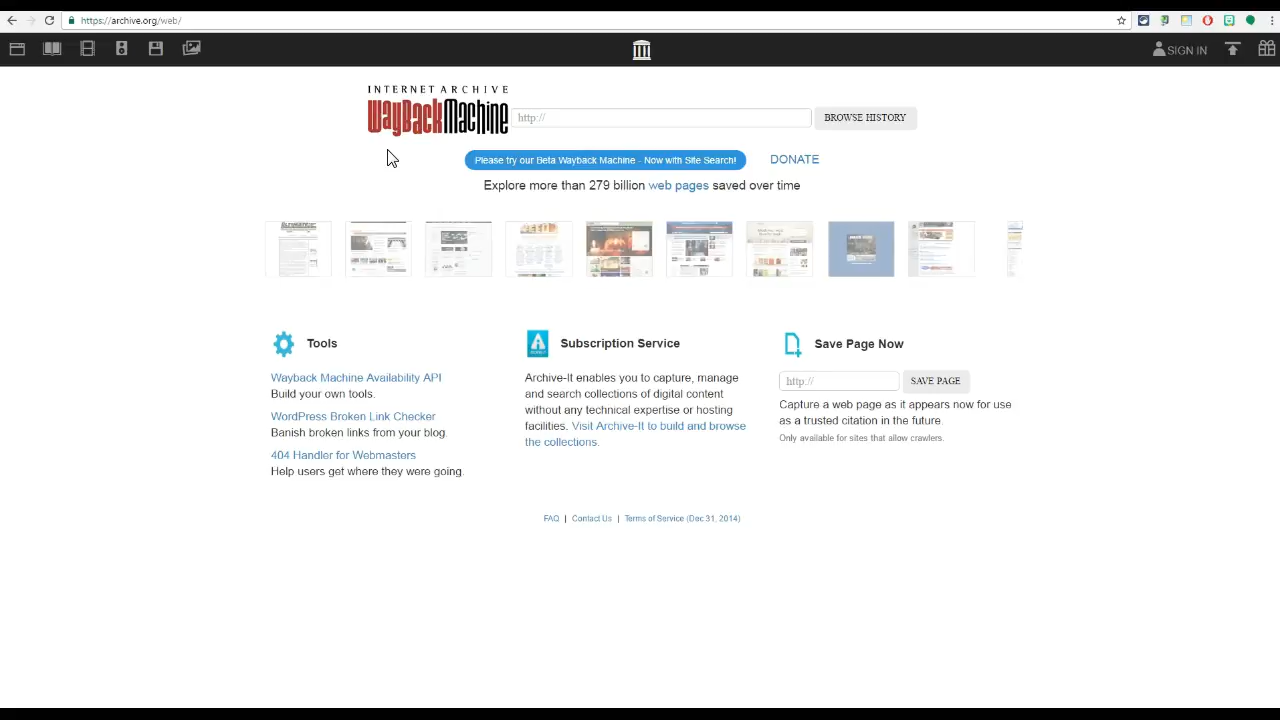 https://archive.org/web/
SIGN IN
INTERNET ARCHIVE
WayBackMachine
http://
BROWSE HISTORY
Please try our Beta Wayback Machine - Now with Site Search!
DONATE
Explore more than 279 billion web pages saved over time
Tools
Wayback Machine Availability API
Build your own tools.
WordPress Broken Link Checker
Banish broken links from your blog.
404 Handler for Webmasters
Help users get where they were going.
Subscription Service
Archive-It enables you to capture, manage
and search collections of digital content
without any technical expertise or hosting
facilities. Visit Archive-It to build and browse
the collections.
Save Page Now
http://
SAVE PAGE
Capture a web page as it appears now for use
as a trusted citation in the future.
Only available for sites that allow crawlers.
FAQ | Contact Us | Terms of Service (Dec 31, 2014)